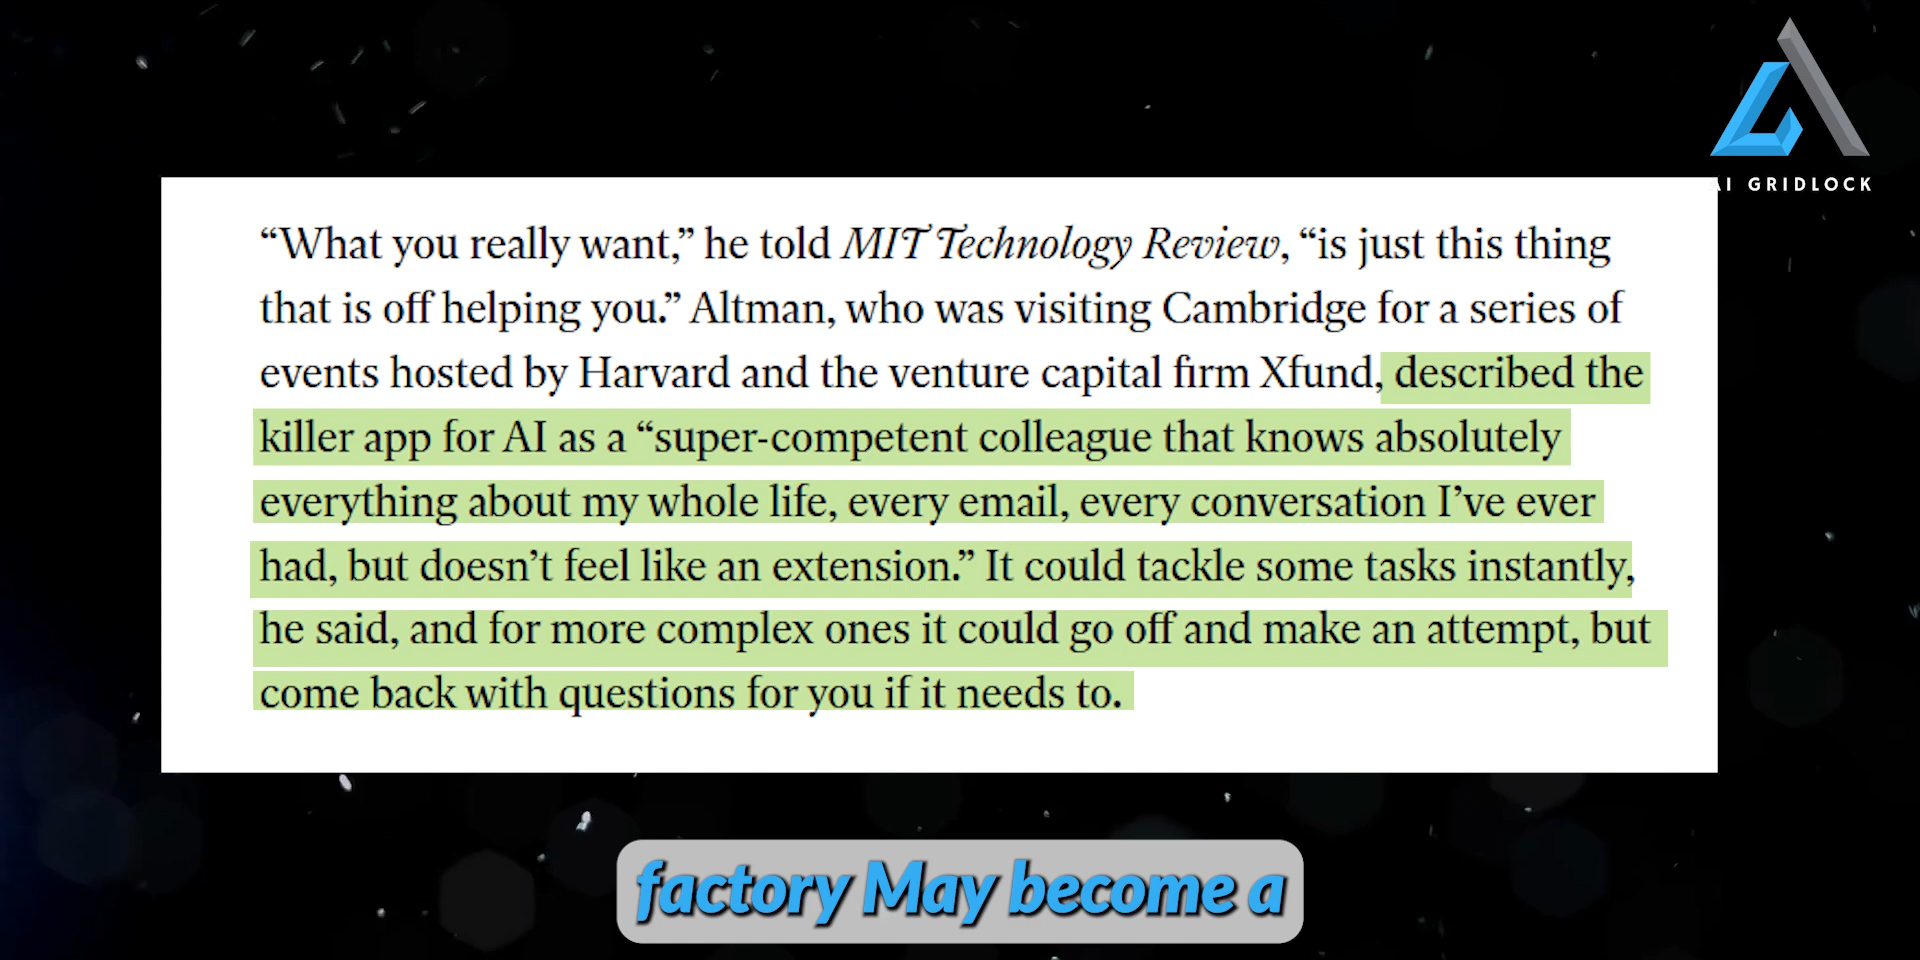 AI GRIDLOCK
“What you really want,” he told MIT Technology Review, “is just this thing
that is off helping you.” Altman, who was visiting Cambridge for a series of
events hosted by Harvard and the venture capital firm Xfund, described the
killer app for AI as a “super-competent colleague that knows absolutely
everything about my whole life, every email, every conversation I’ve ever
had, but doesn’t feel like an extension.” It could tackle some tasks instantly,
he said, and for more complex ones it could go off and make an attempt, but
come back with questions for you if it needs to.
factory May become a